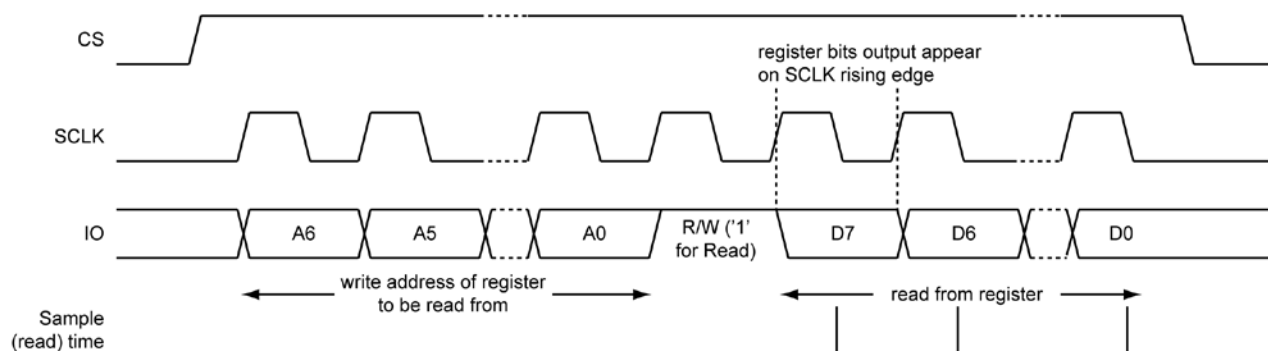 CS
register bits output appear
on SCLK rising edge
SCLK
IO
A6
A5
A0
R/W ('1'
for Read)
D7
D6
D0
write address of register
to be read from
read from register
Sample
(read) time